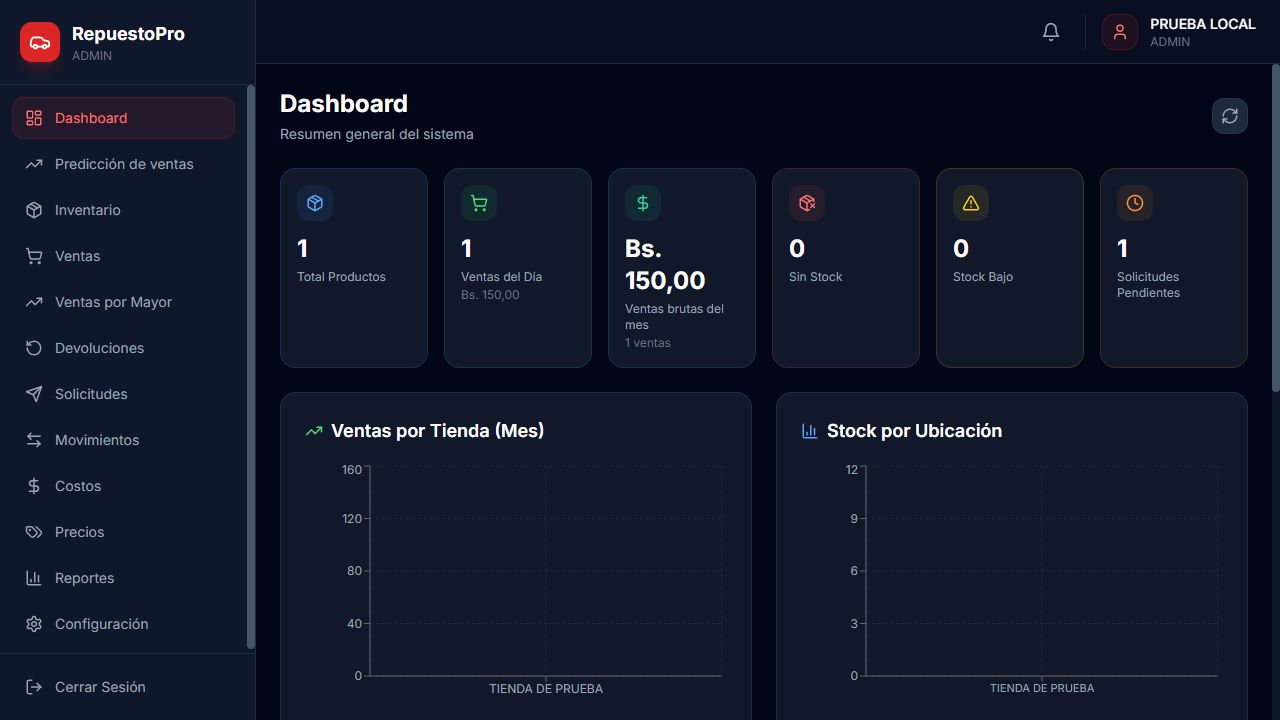 RepuestoPro
ADMIN
Dashboard
Predicción de ventas
Inventario
Ventas
Ventas por Mayor
Devoluciones
Solicitudes
Movimientos
Costos
Precios
Reportes
Configuración
Cerrar Sesión
PRUEBA LOCAL
ADMIN
Dashboard
Resumen general del sistema
1
Total Productos
1
Ventas del Día
Bs. 150,00
Bs.
150,00
Ventas brutas del
mes
1 ventas
0
Sin Stock
0
Stock Bajo
1
Solicitudes
Pendientes
Ventas por Tienda (Mes)
160
120
80
40
0
TIENDA DE PRUEBA
Stock por Ubicación
12
9
6
3
0
TIENDA DE PRUEBA